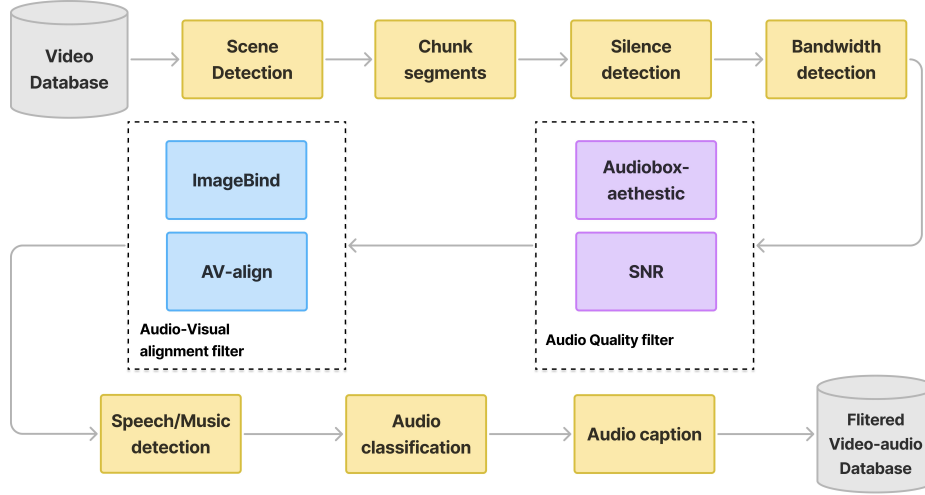 Video
Database
Scene
Detection
Chunk
segments
Silence
detection
Bandwidth
detection
ImageBind
AV-align
Audio-Visual
alignment filter
Audiobox-
aethestic
SNR
Audio Quality filter
Speech/Music
detection
Audio
classification
Audio caption
Flitered
Video-audio
Database